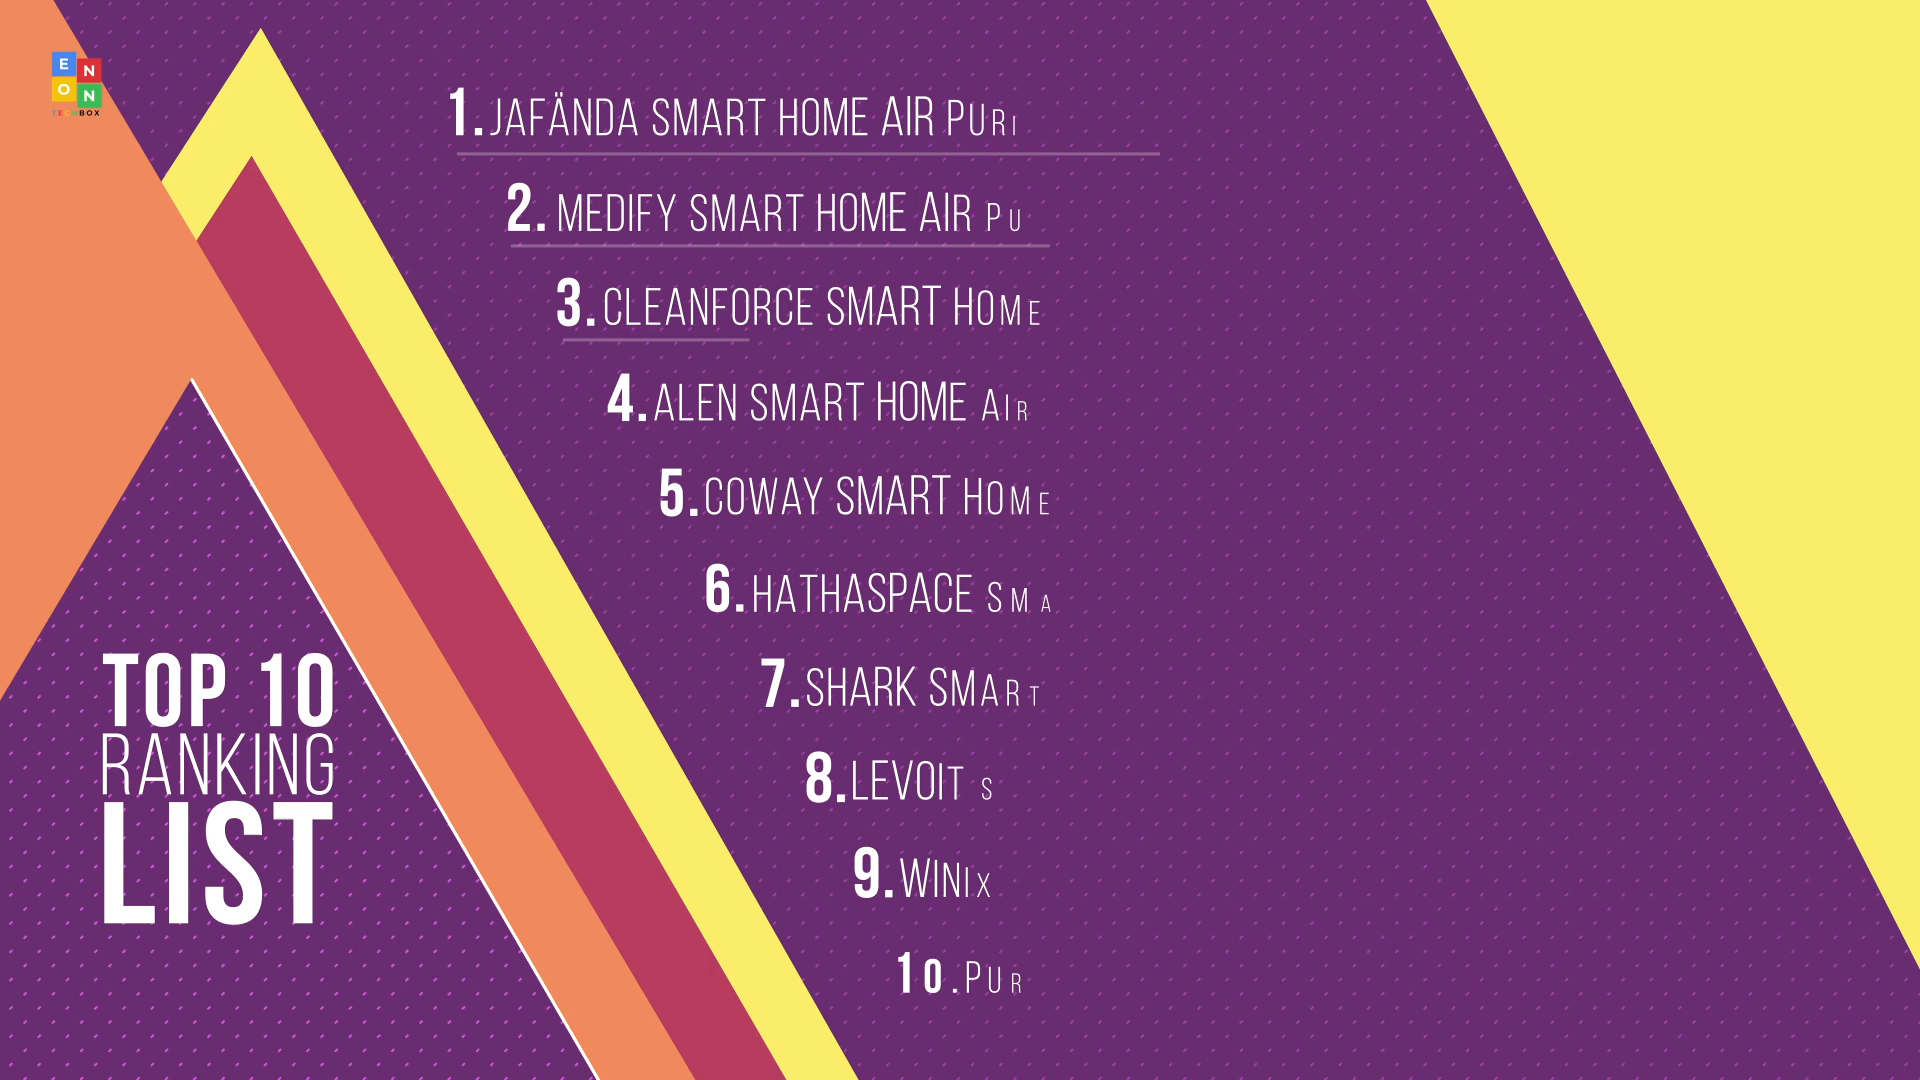 E N
O N
TECHBOX
1. JAFÄNDA SMART HOME AIR PURI
2. MEDIFY SMART HOME AIR PU
3. CLEANFORCE SMART HOME
4. ALEN SMART HOME AIR
5. COWAY SMART HOME
6. HATHASPACE SMA
7. SHARK SMART
8. LEVOIT S
9. WINIX
10. PUR
TOP 10
RANKING
LIST